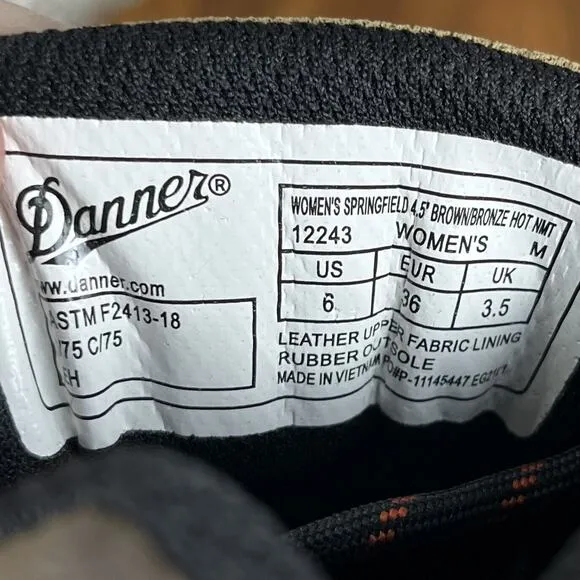 Danner®
www.danner.com
ASTM F2413-18
/75 C/75
EH
WOMEN'S SPRINGFIELD 4.5' BROWN/BRONZE HOT NMT
12243 WOMEN'S M
US EUR UK
6 36 3.5
LEATHER UPPER FABRIC LINING
RUBBER OUTSOLE
MADE IN VIETNAM PO#P-11145447